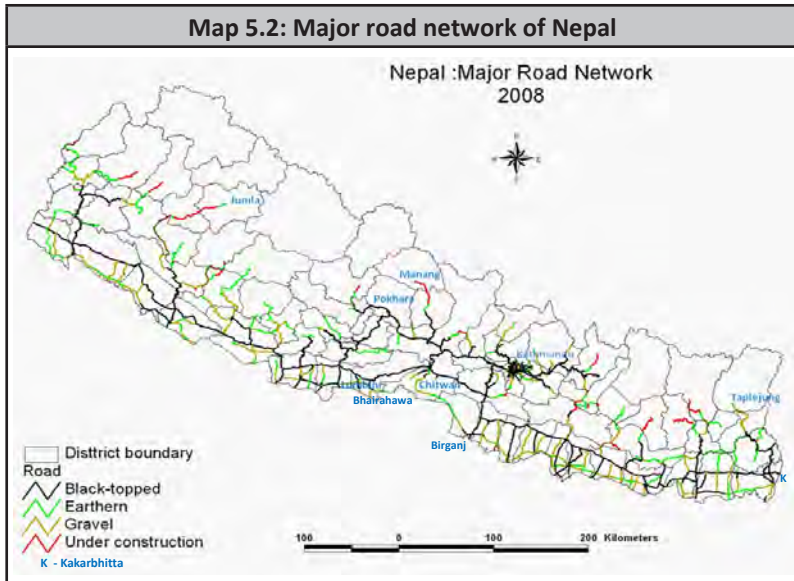 Map 5.2: Major road network of Nepal
Nepal :Major Road Network
2008
Jumla
Manang
Pokhara
Kathmandu
Chitwan
Bhairahawa
Taplejung
Birganj
K
Disttrict boundary
Road
Black-topped
Earthern
Gravel
Under construction
K - Kakarbhitta
100 0 100 200 Kilometers